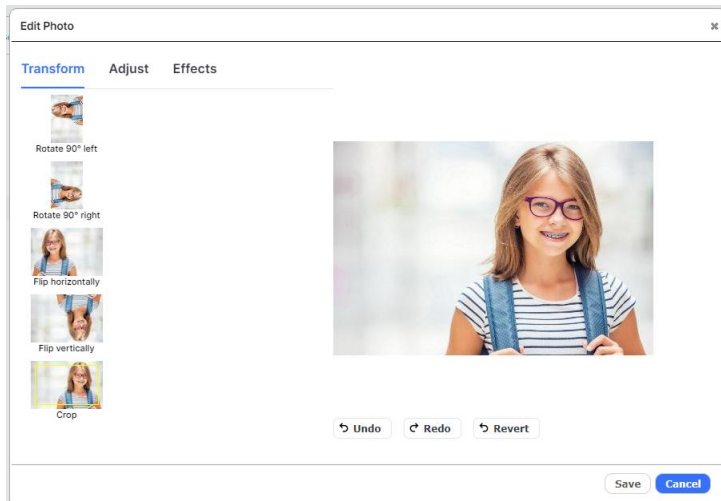 Edit Photo
Transform Adjust Effects
Rotate 90° left
Rotate 90° right
Flip horizontally
Flip vertically
Crop
Undo Redo Revert
Save Cancel